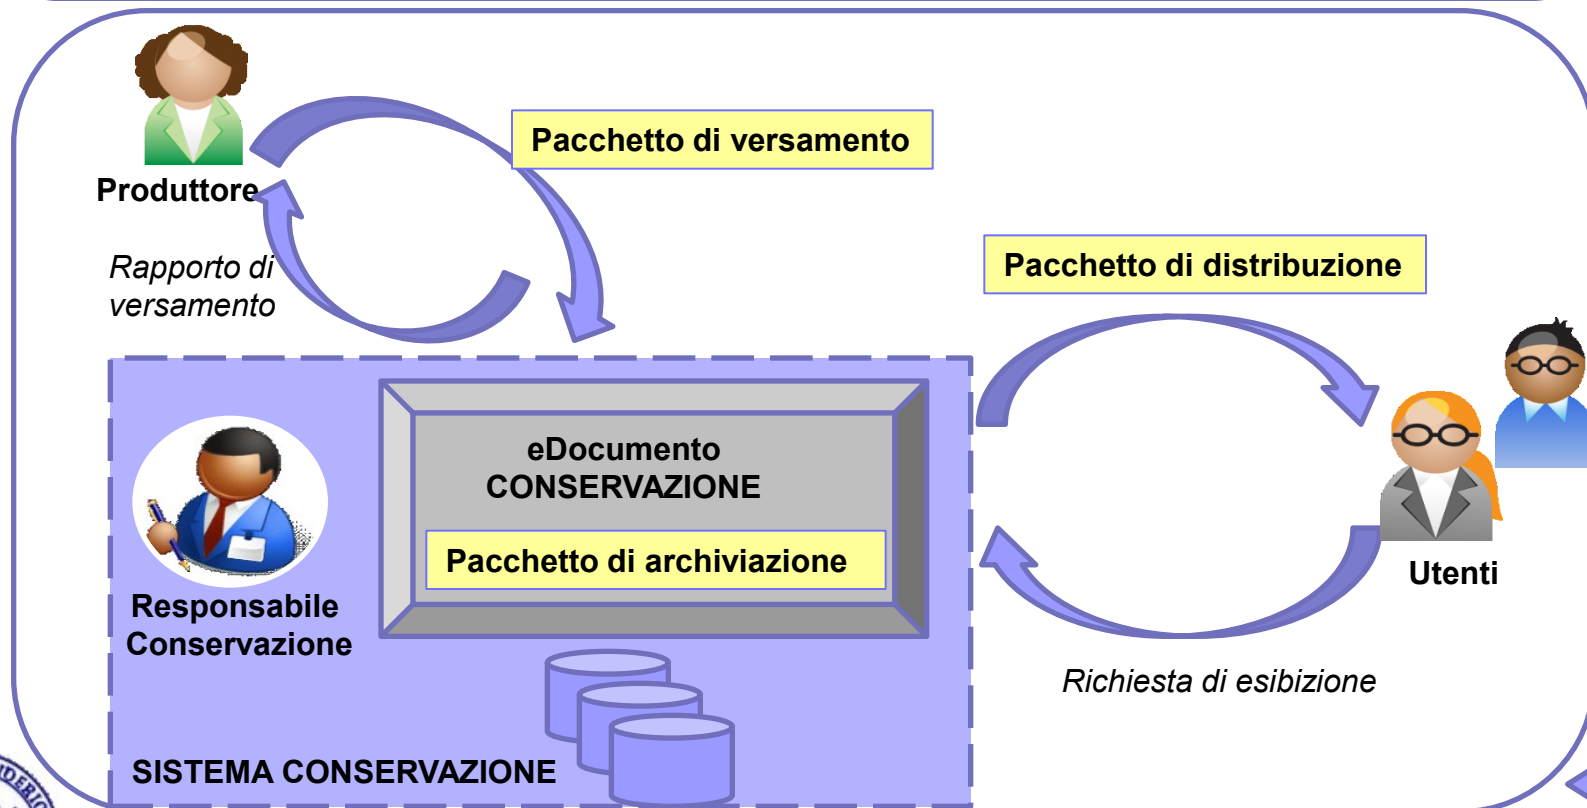 Pacchetto di versamento
Produttore
Rapporto di
versamento
Pacchetto di distribuzione
eDocumento
CONSERVAZIONE
Pacchetto di archiviazione
Responsabile
Conservazione
Utenti
Richiesta di esibizione
SISTEMA CONSERVAZIONE